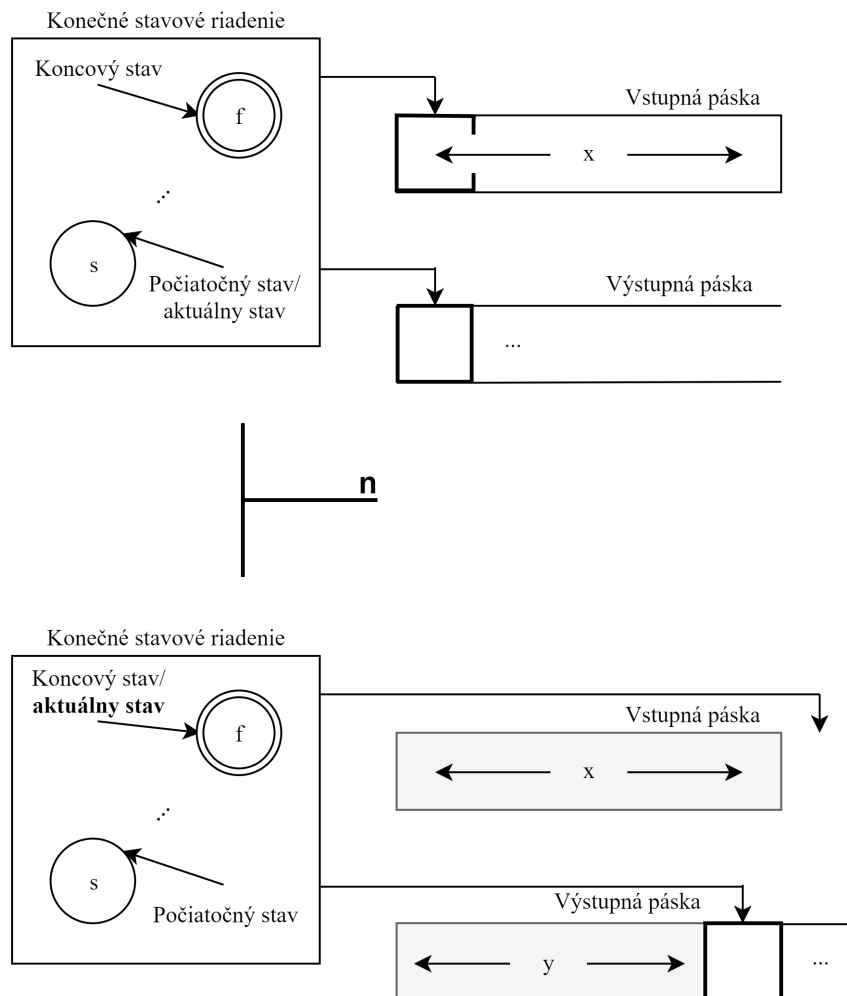 Konečné stavové riadenie
Koncový stav
f
...
s
Počiatočný stav/
aktuálny stav
Vstupná páska
x
Výstupná páska
...
n
Konečné stavové riadenie
Koncový stav/
aktuálny stav
f
...
s
Počiatočný stav
Vstupná páska
x
Výstupná páska
y
...